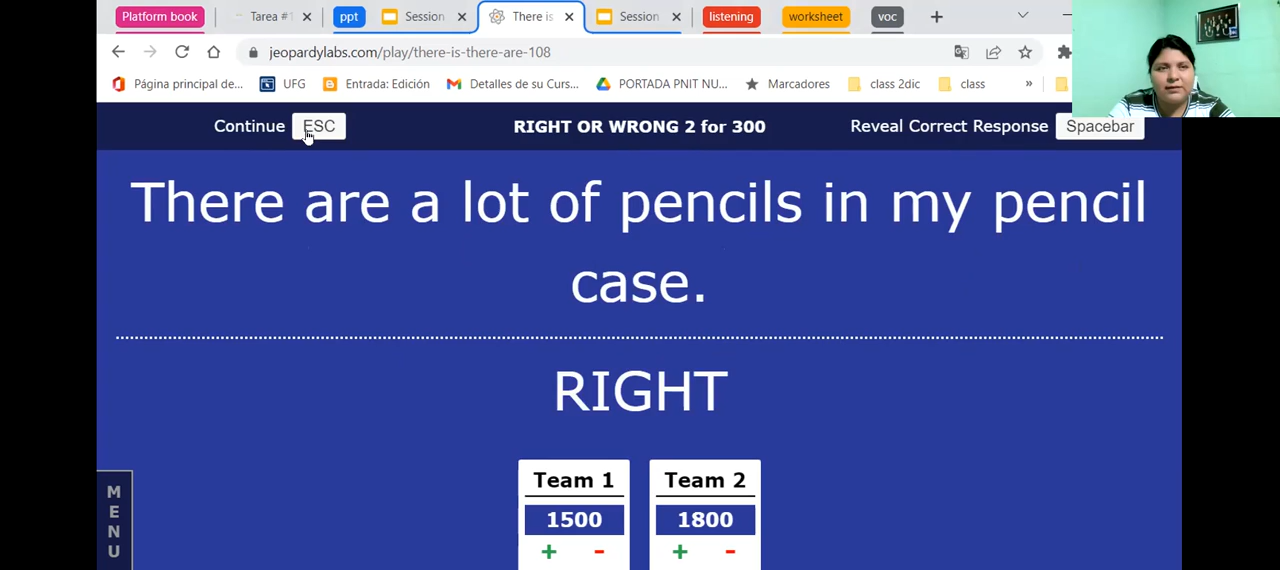 Platform book
Tarea #1
ppt
Session
There is
Session
listening
worksheet
voc
jeopardylabs.com/play/there-is-there-are-108
Página principal de...
UFG
Entrada: Edición
Detalles de su Curs...
PORTADA PNIT NU...
Marcadores
class 2dic
class
»
Continue ESC
RIGHT OR WRONG 2 for 300
Reveal Correct Response Spacebar
There are a lot of pencils in my pencil
case.
RIGHT
MENU
Team 1
1500
+ -
Team 2
1800
+ -